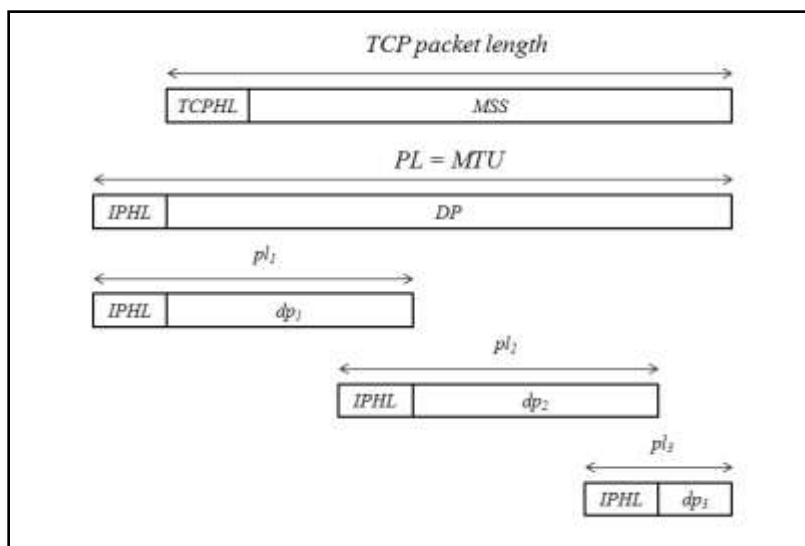 TCP packet length
TCPHL MSS
PL = MTU
IPHL DP
pl₁
IPHL dp₁
pl₂
IPHL dp₂
pl₃
IPHL dp₃